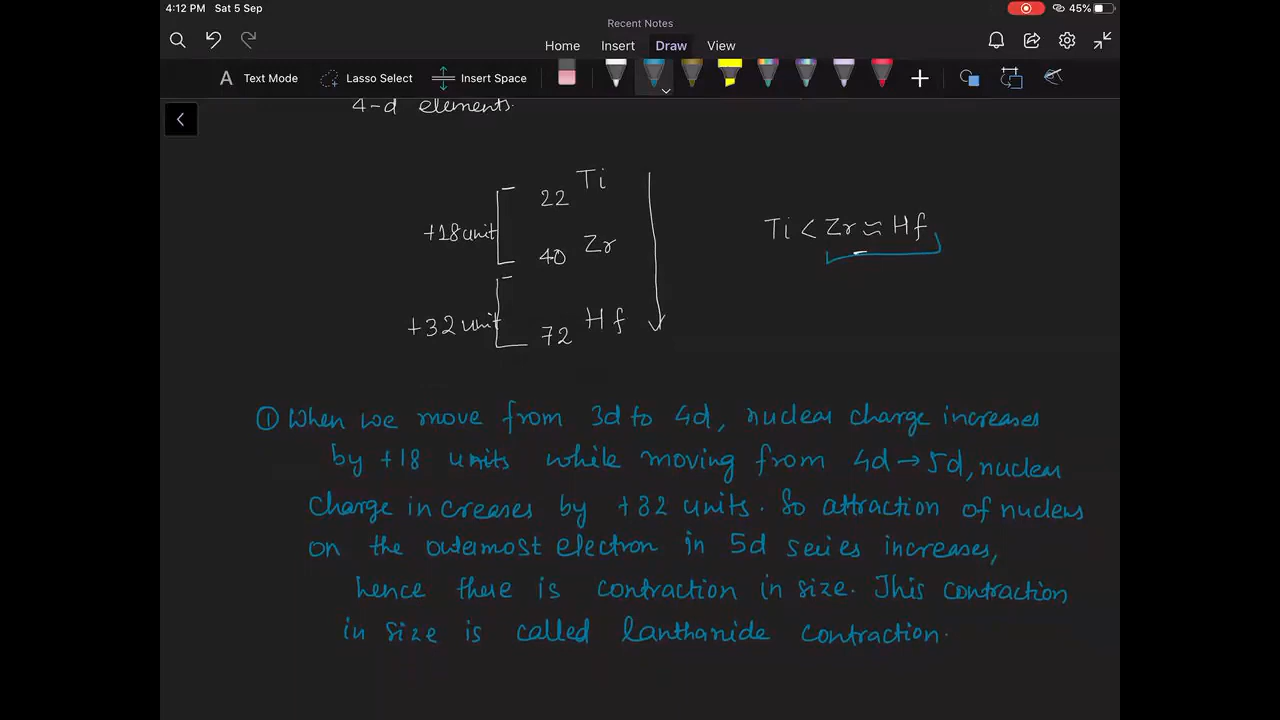 4:12 PM Sat 5 Sep 45%
Recent Notes
Home Insert Draw View
A Text Mode Lasso Select Insert Space
4-d elements.
22 Ti
+18 unit
40 Zr
+32 unit
72 Hf
Ti < Zr ≈ Hf
① When we move from 3d to 4d, nuclear charge increases
by +18 units while moving from 4d → 5d, nuclear
charge increases by +32 units. So attraction of nucleus
on the outermost electron in 5d series increases,
hence there is contraction in size. This contraction
in size is called lanthanide contraction.